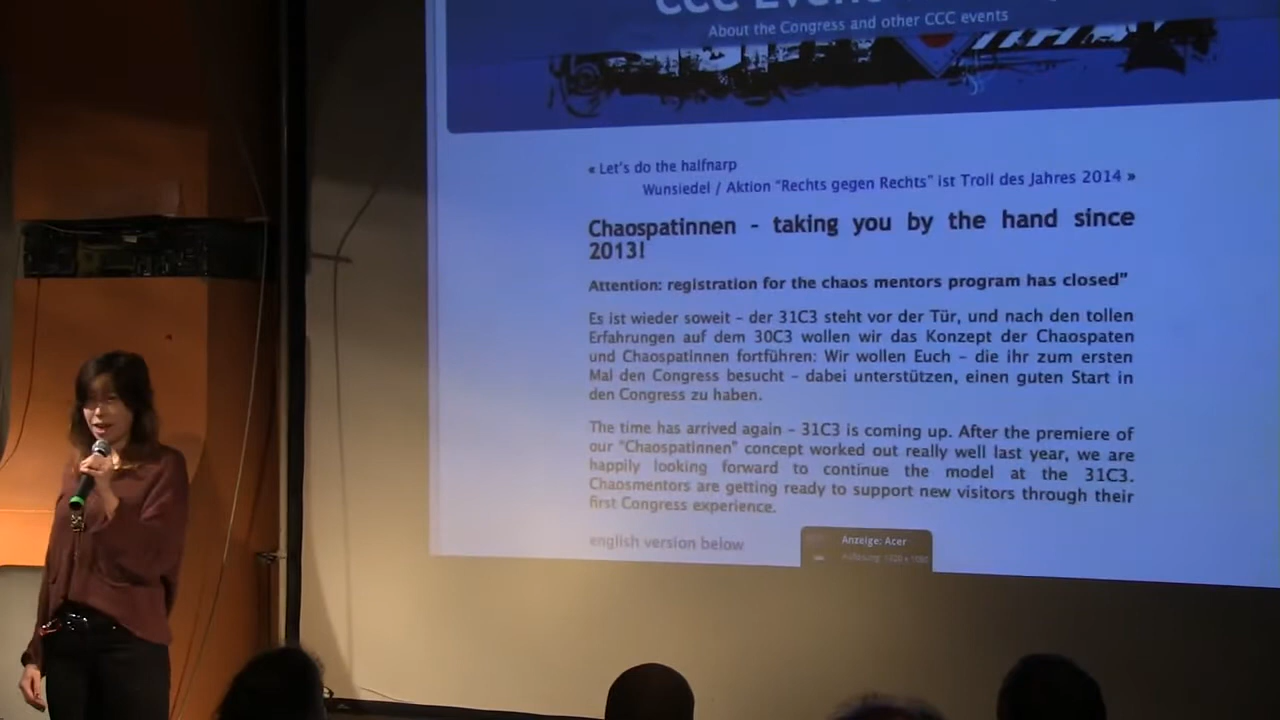 CCC Event
About the Congress and other CCC events
« Let's do the halfnarp
Wunsiedel / Aktion "Rechts gegen Rechts" ist Troll des Jahres 2014 »
Chaospatinnen - taking you by the hand since
2013!
Attention: registration for the chaos mentors program has closed"
Es ist wieder soweit - der 31C3 steht vor der Tür, und nach den tollen
Erfahrungen auf dem 30C3 wollen wir das Konzept der Chaospaten
und Chaospatinnen fortführen: Wir wollen Euch - die ihr zum ersten
Mal den Congress besucht - dabei unterstützen, einen guten Start in
den Congress zu haben.
The time has arrived again - 31C3 is coming up. After the premiere of
our "Chaospatinnen" concept worked out really well last year, we are
happily looking forward to continue the model at the 31C3.
Chaosmentors are getting ready to support new visitors through their
first Congress experience.
english version below
Anzeige: Acer